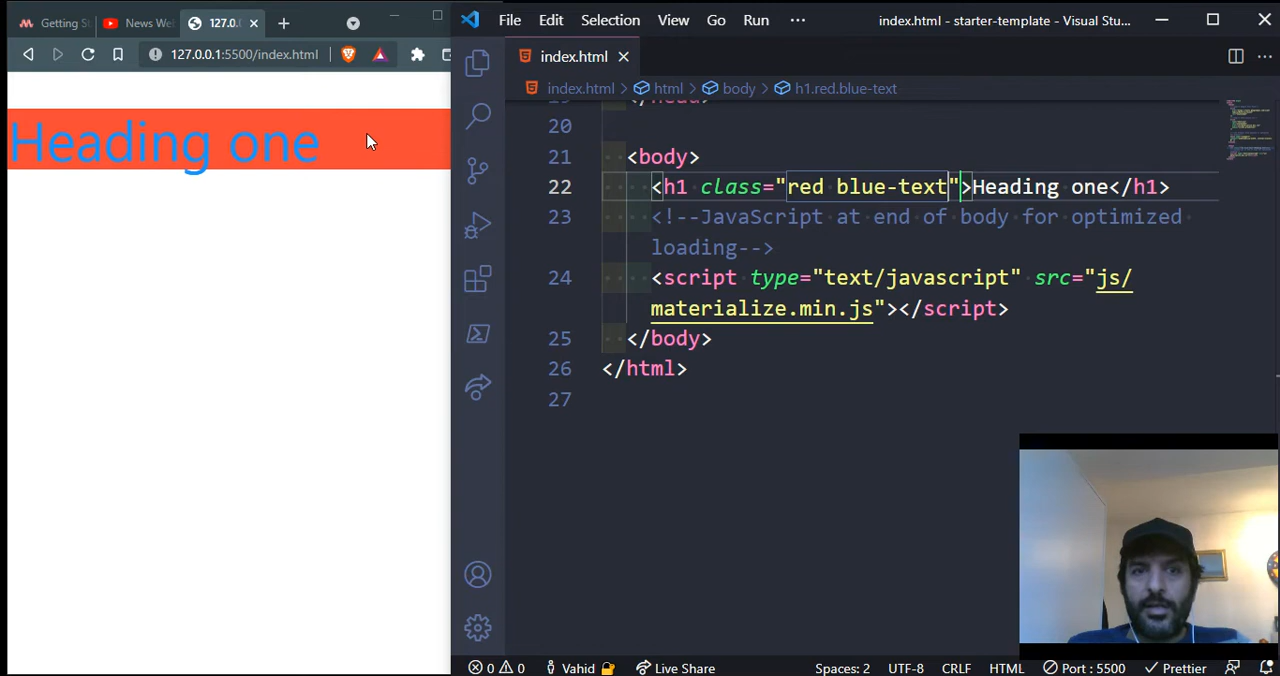 Getting St
News We
127.0.
127.0.0.1:5500/index.html
Heading one
File Edit Selection View Go Run ··· index.html - starter-template - Visual Stu...
index.html
index.html > html > body > h1.red.blue-text
20
21 <body>
22 <h1 class="red blue-text">Heading one</h1>
23 <!--JavaScript at end of body for optimized
loading-->
24 <script type="text/javascript" src="js/
materialize.min.js"></script>
25 </body>
26 </html>
27
0 0 Vahid Live Share Spaces: 2 UTF-8 CRLF HTML Port : 5500 Prettier